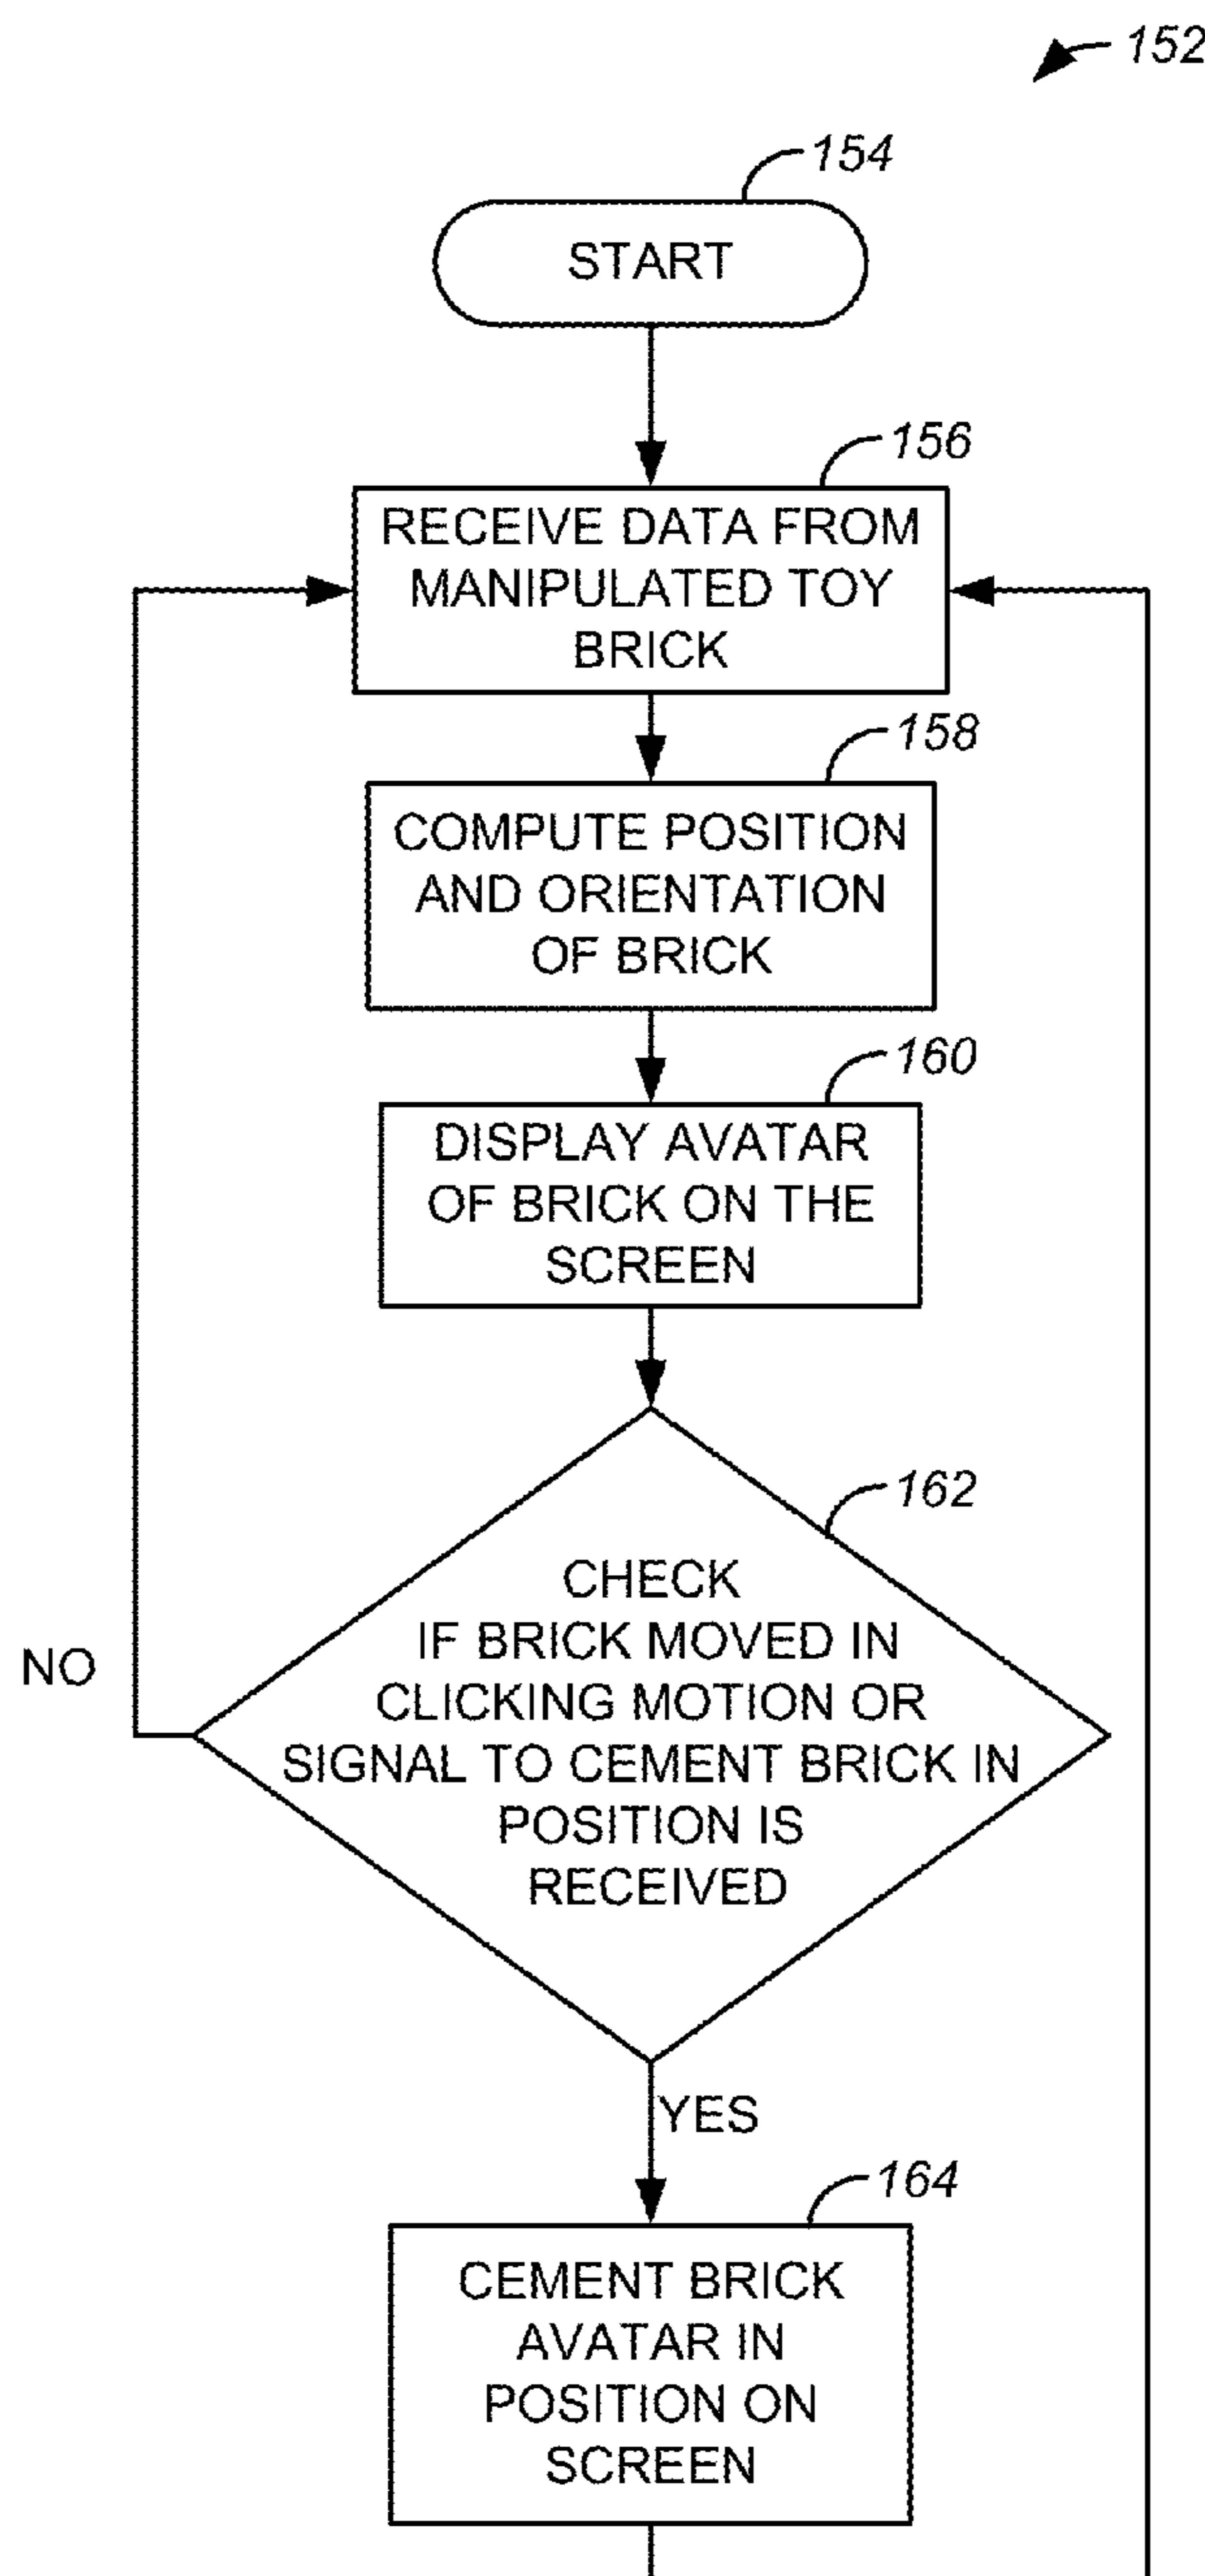 152
154
START
156
RECEIVE DATA FROM
MANIPULATED TOY
BRICK
158
COMPUTE POSITION
AND ORIENTATION
OF BRICK
160
DISPLAY AVATAR
OF BRICK ON THE
SCREEN
162
CHECK
IF BRICK MOVED IN
CLICKING MOTION OR
SIGNAL TO CEMENT BRICK IN
POSITION IS
RECEIVED
NO
YES
164
CEMENT BRICK
AVATAR IN
POSITION ON
SCREEN